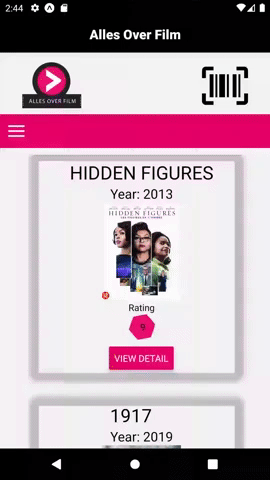 2:44
Alles Over Film
ALLES OVER FILM
HIDDEN FIGURES
Year: 2013
HIDDEN FIGURES
Rating
9
VIEW DETAIL
1917
Year: 2019